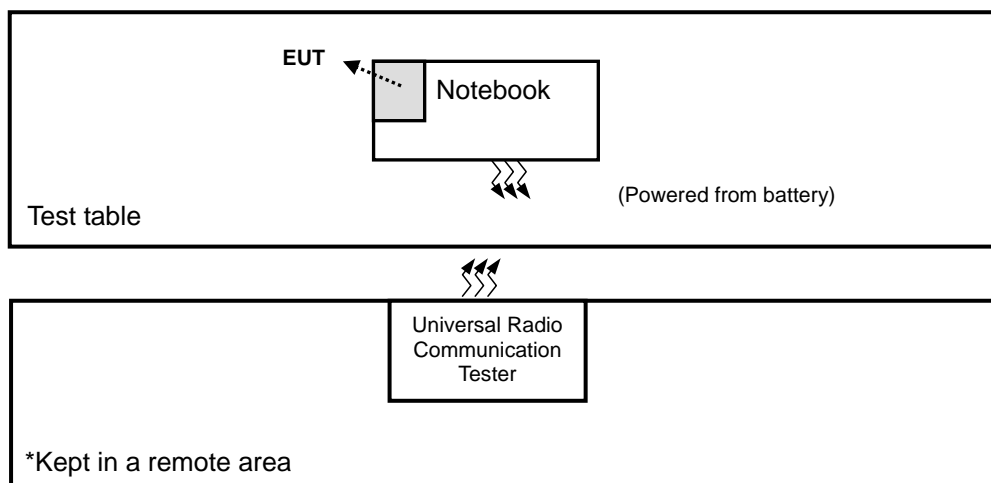 EUT
Notebook
(Powered from battery)
Test table
Universal Radio
Communication
Tester
*Kept in a remote area